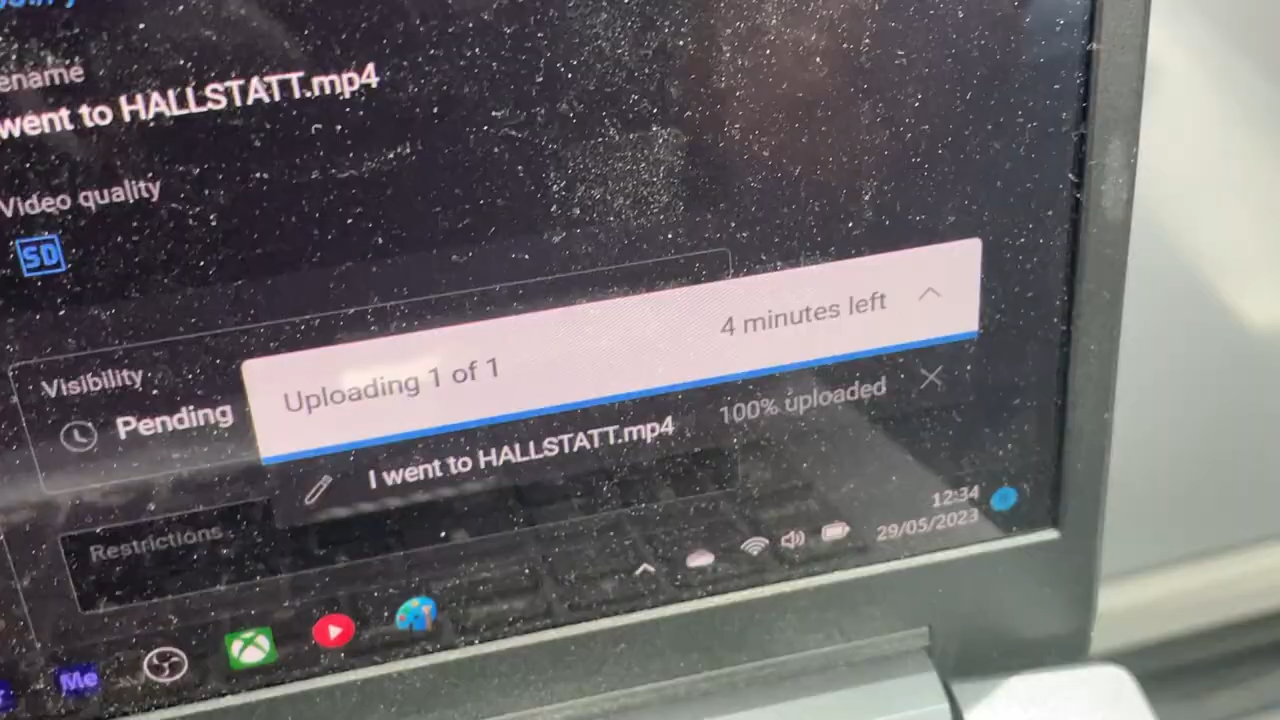 ename
went to HALLSTATT.mp4
Video quality
SD
Visibility
Pending
Uploading 1 of 1
4 minutes left
I went to HALLSTATT.mp4
100% uploaded
Restrictions
12:34
29/05/2023
Me